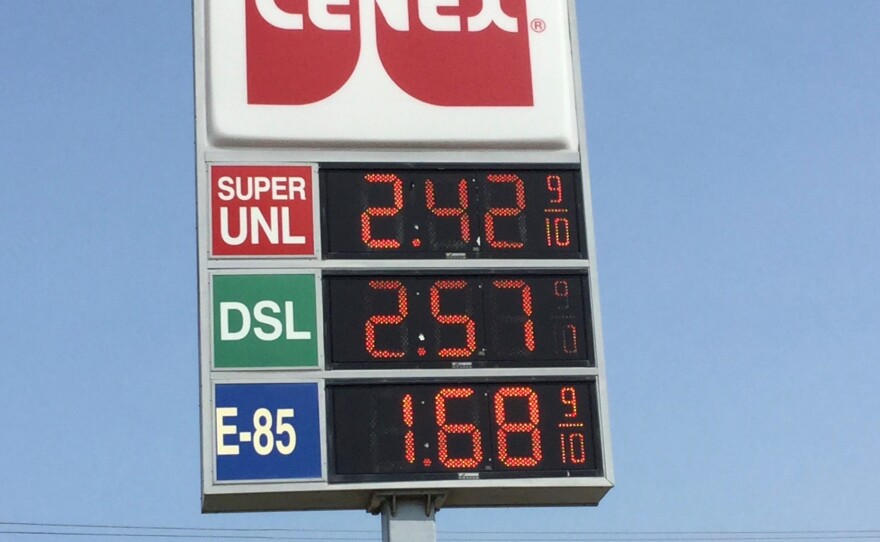 CENEX®
SUPER
UNL
2.42 9/10
DSL
2.57 9/10
E-85
1.68 9/10